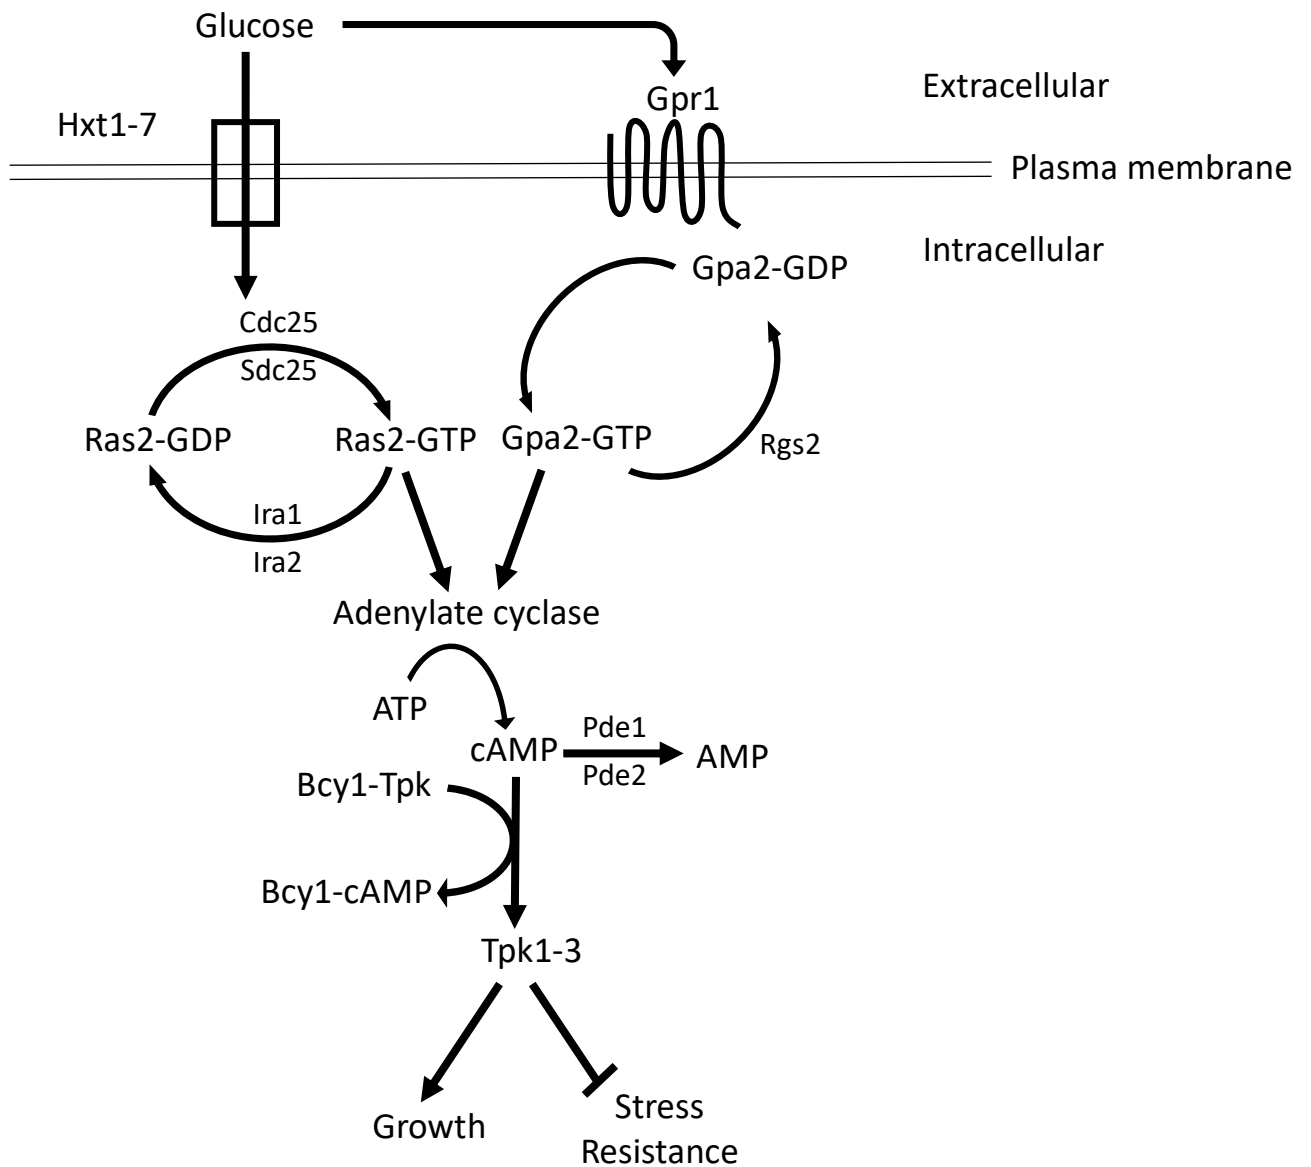 Glucose
Gpr1
Extracellular
Hxt1-7
Plasma membrane
Intracellular
Gpa2-GDP
Cdc25
Sdc25
Ras2-GDP
Ras2-GTP
Gpa2-GTP
Rgs2
Ira1
Ira2
Adenylate cyclase
ATP
cAMP
Pde1
Pde2
AMP
Bcy1-Tpk
Bcy1-cAMP
Tpk1-3
Growth
Stress
Resistance